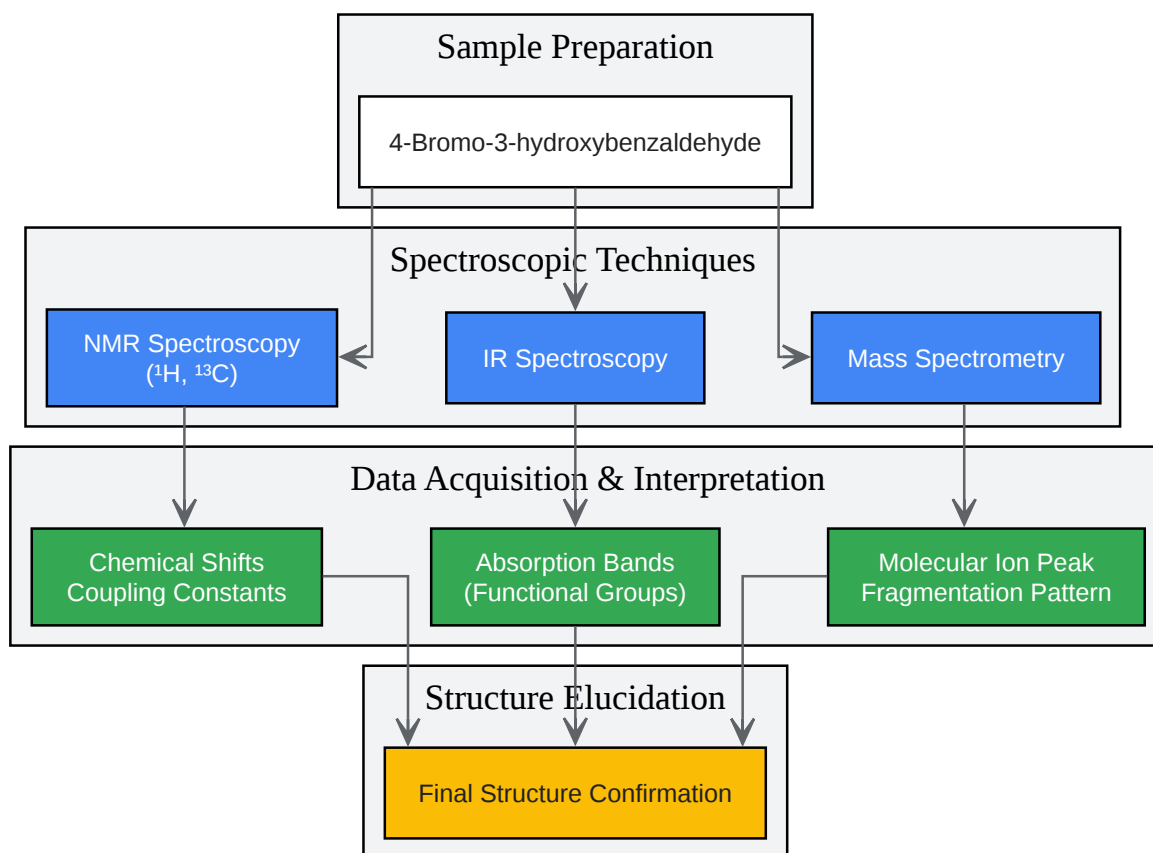 Sample Preparation
4-Bromo-3-hydroxybenzaldehyde
Spectroscopic Techniques
NMR Spectroscopy
(¹H, ¹³C)
IR Spectroscopy
Mass Spectrometry
Data Acquisition & Interpretation
Chemical Shifts
Coupling Constants
Absorption Bands
(Functional Groups)
Molecular Ion Peak
Fragmentation Pattern
Structure Elucidation
Final Structure Confirmation